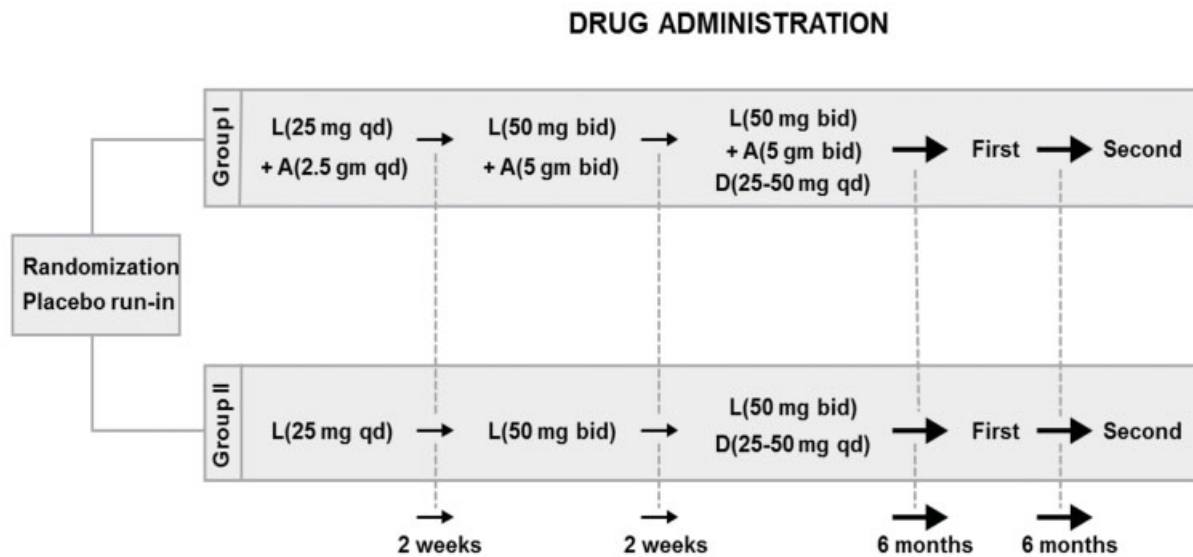 DRUG ADMINISTRATION
Group I
L(25 mg qd)
+ A(2.5 gm qd)
L(50 mg bid)
+ A(5 gm bid)
L(50 mg bid)
+ A(5 gm bid)
D(25-50 mg qd)
First
Second
Randomization
Placebo run-in
Group II
L(25 mg qd)
L(50 mg bid)
L(50 mg bid)
D(25-50 mg qd)
First
Second
2 weeks
2 weeks
6 months
6 months